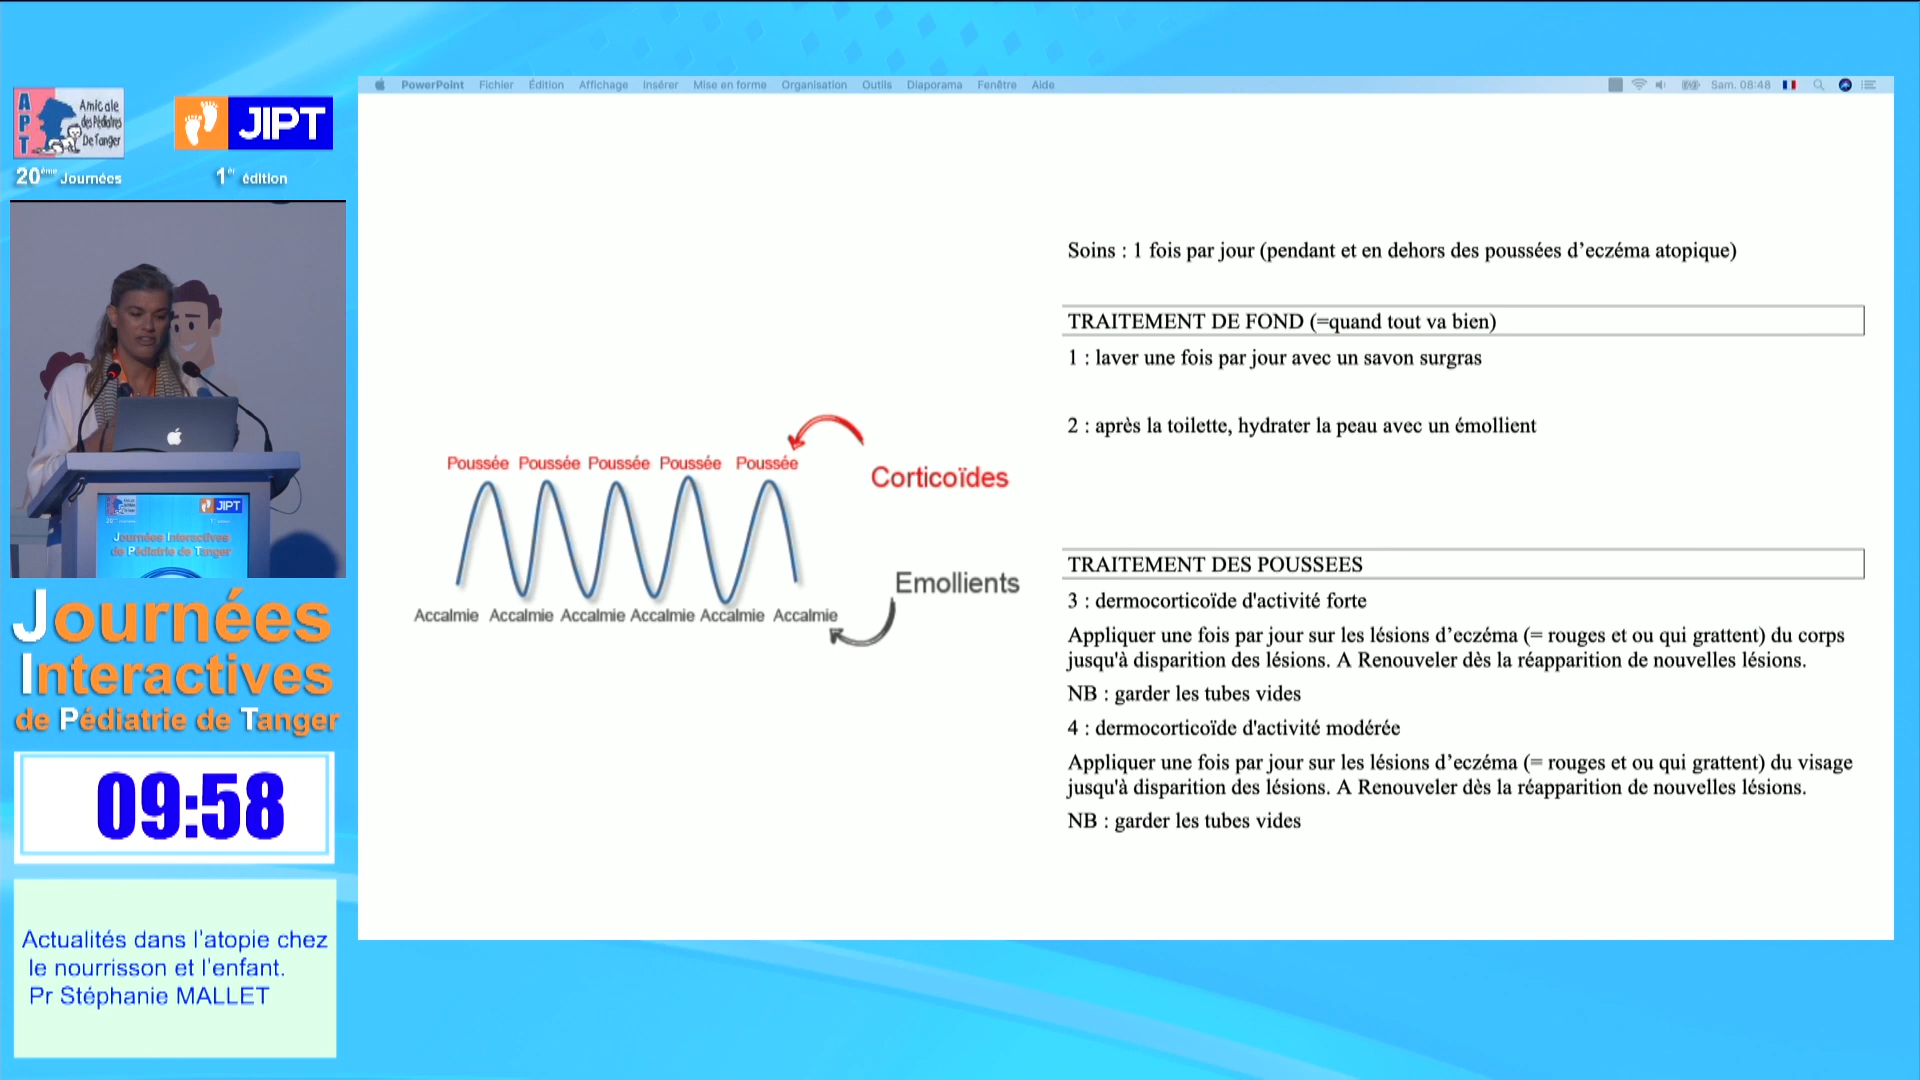 PowerPoint Fichier Édition Affichage Insérer Mise en forme Organisation Outils Diaporama Fenêtre Aide
Sam. 08:48
APT
Amicale
des Pédiatres
De Tanger
20ème Journées
JIPT
1èr édition
JIPT
Journées Interactives
de Pédiatrie de Tanger
Journées
Interactives
de Pédiatrie de Tanger
09:58
Actualités dans l'atopie chez
le nourrisson et l'enfant.
Pr Stéphanie MALLET
Poussée Poussée Poussée Poussée Poussée
Corticoïdes
Emollients
Accalmie Accalmie Accalmie Accalmie Accalmie Accalmie
Soins : 1 fois par jour (pendant et en dehors des poussées d’eczéma atopique)
TRAITEMENT DE FOND (=quand tout va bien)
1 : laver une fois par jour avec un savon surgras
2 : après la toilette, hydrater la peau avec un émollient
TRAITEMENT DES POUSSEES
3 : dermocorticoïde d'activité forte
Appliquer une fois par jour sur les lésions d’eczéma (= rouges et ou qui grattent) du corps
jusqu'à disparition des lésions. A Renouveler dès la réapparition de nouvelles lésions.
NB : garder les tubes vides
4 : dermocorticoïde d'activité modérée
Appliquer une fois par jour sur les lésions d’eczéma (= rouges et ou qui grattent) du visage
jusqu'à disparition des lésions. A Renouveler dès la réapparition de nouvelles lésions.
NB : garder les tubes vides